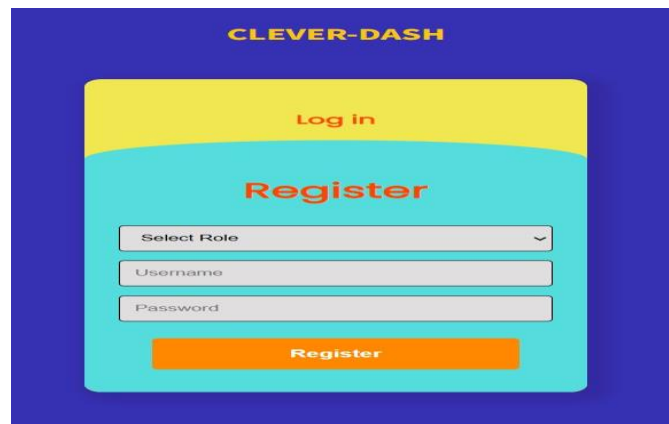 CLEVER-DASH
Log in
Register
Select Role
Username
Password
Register